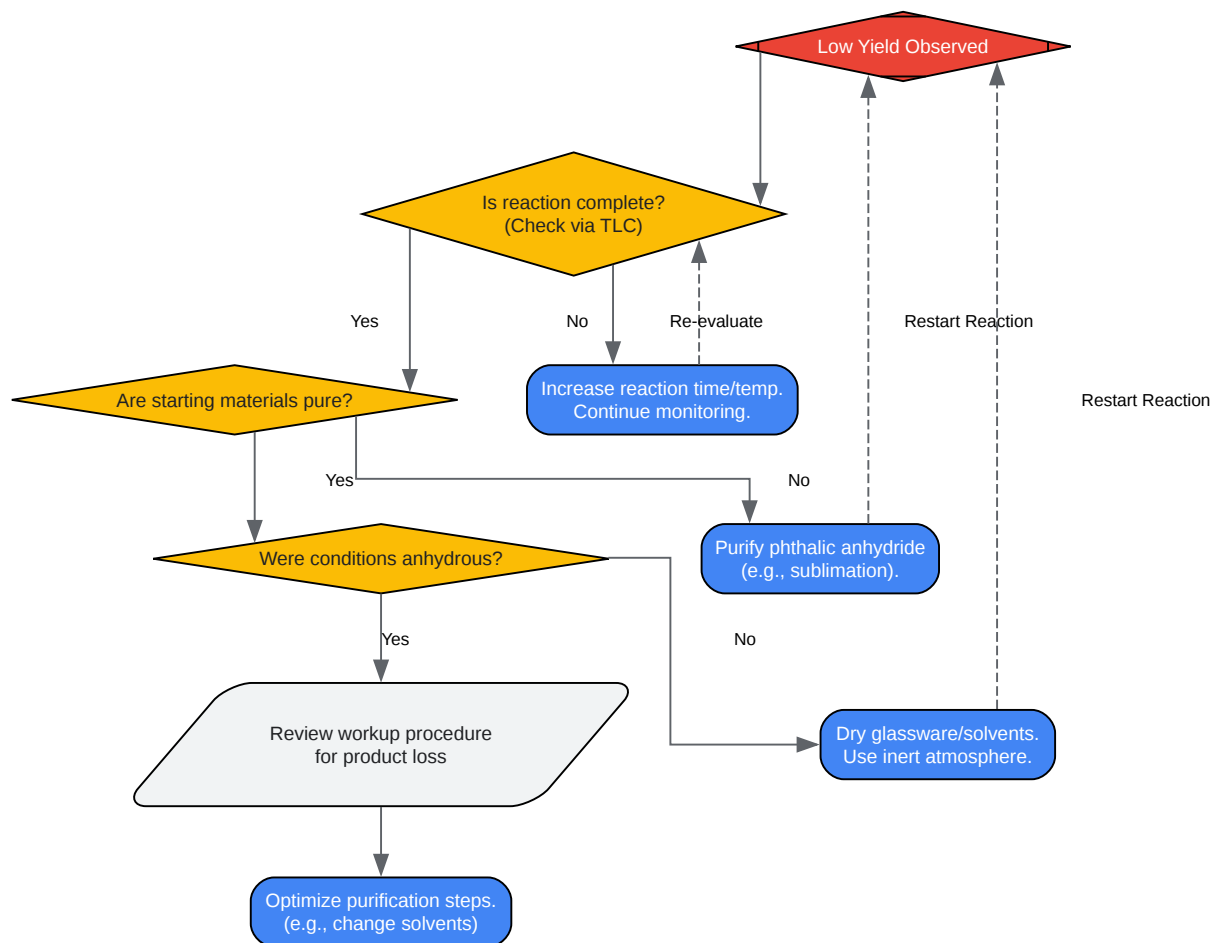 Low Yield Observed
Is reaction complete?
(Check via TLC)
Yes
No
Re-evaluate
Restart Reaction
Increase reaction time/temp.
Continue monitoring.
Are starting materials pure?
Restart Reaction
Yes
No
Purify phthalic anhydride
(e.g., sublimation).
Were conditions anhydrous?
Yes
No
Review workup procedure
for product loss
Dry glassware/solvents.
Use inert atmosphere.
Optimize purification steps.
(e.g., change solvents)